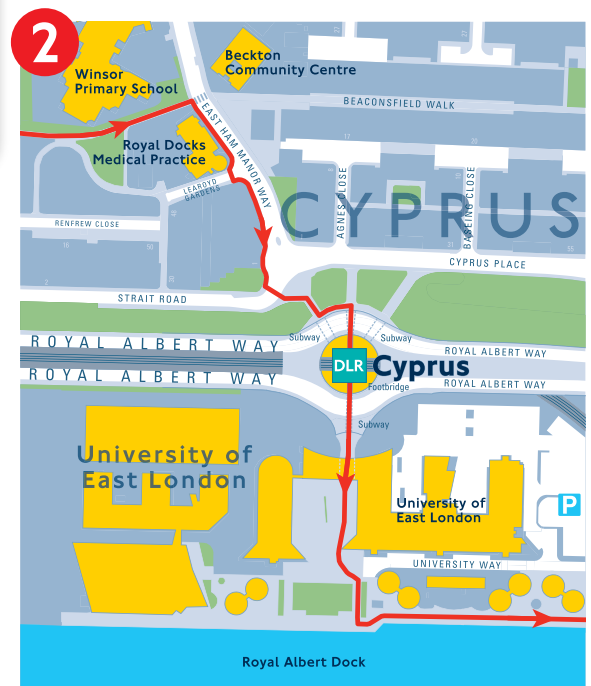 2
Winsor
Primary School
Beckton
Community Centre
BEACONSFIELD WALK
EAST HAM MANOR WAY
Royal Docks
Medical Practice
LEAROYD
GARDENS
AGNES CLOSE
BASEING CLOSE
CYPRUS
RENFREW CLOSE
CYPRUS PLACE
STRAIT ROAD
Subway
Subway
ROYAL ALBERT WAY
ROYAL ALBERT WAY
DLR
Cyprus
ROYAL ALBERT WAY
ROYAL ALBERT WAY
Footbridge
Subway
University of
East London
University of
East London
P
UNIVERSITY WAY
Royal Albert Dock